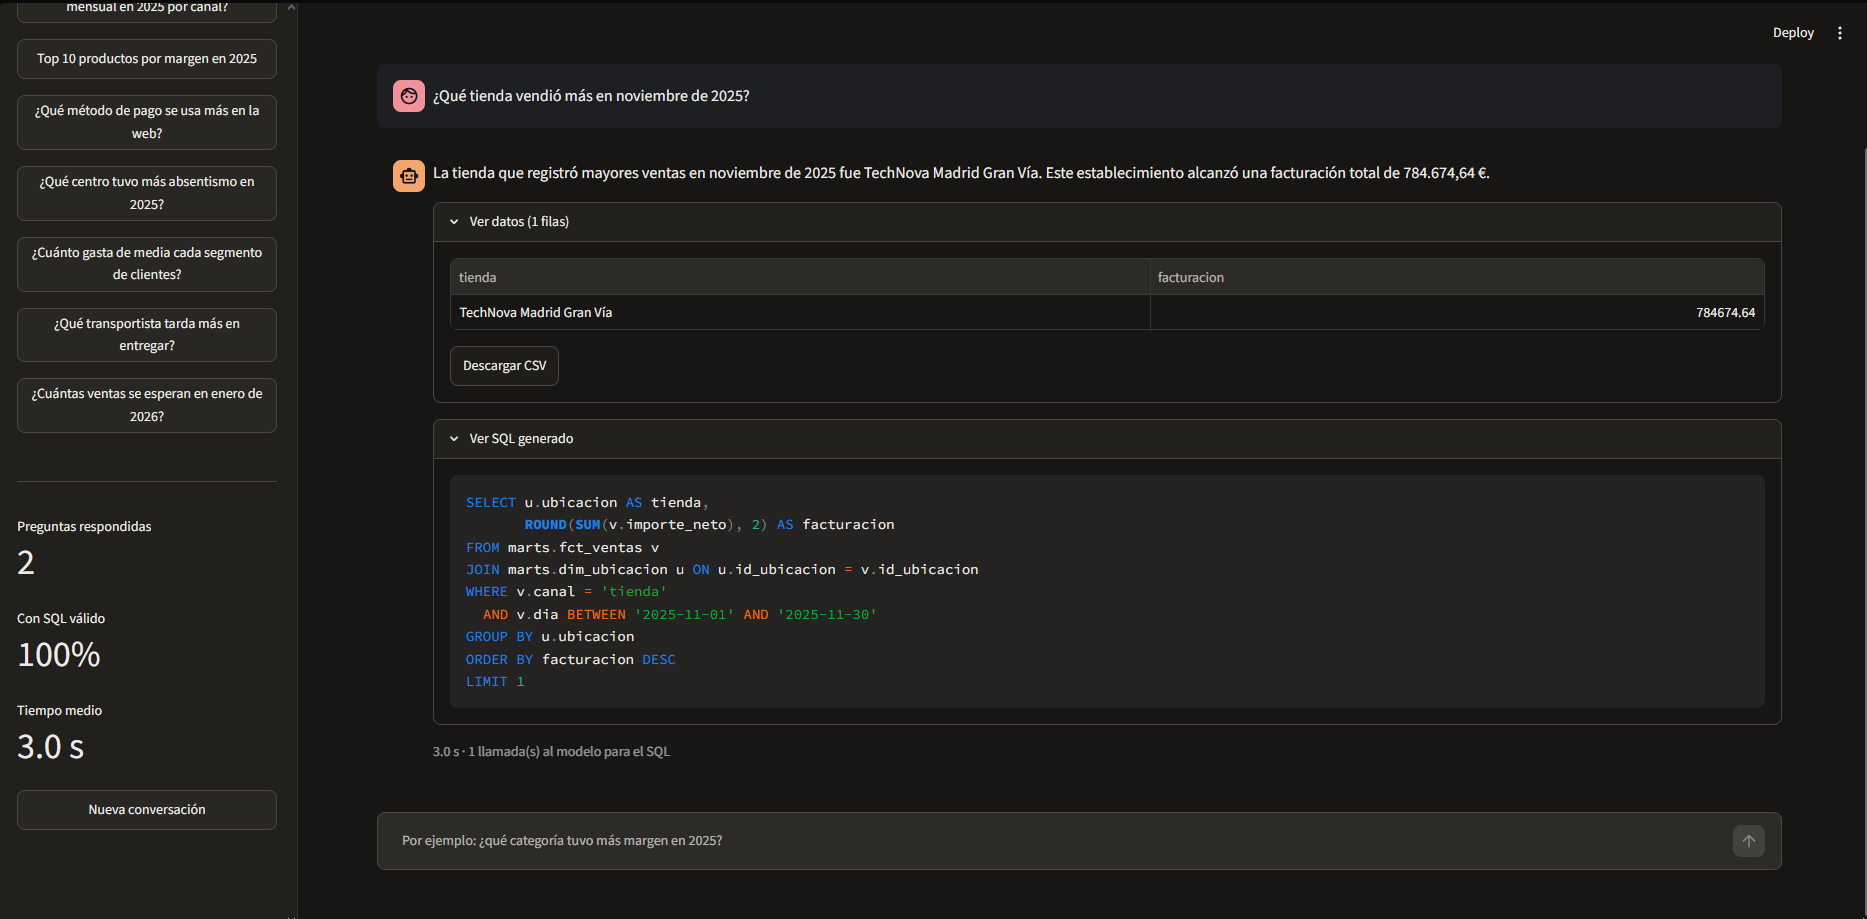 mensual en 2025 por canal?
Top 10 productos por margen en 2025
¿Qué método de pago se usa más en la
web?
¿Qué centro tuvo más absentismo en
2025?
¿Cuánto gasta de media cada segmento
de clientes?
¿Qué transportista tarda más en
entregar?
¿Cuántas ventas se esperan en enero de
2026?
Preguntas respondidas
2
Con SQL válido
100%
Tiempo medio
3.0 s
Nueva conversación
Deploy
¿Qué tienda vendió más en noviembre de 2025?
La tienda que registró mayores ventas en noviembre de 2025 fue TechNova Madrid Gran Vía. Este establecimiento alcanzó una facturación total de 784.674,64 €.
Ver datos (1 filas)
tienda facturacion
TechNova Madrid Gran Vía 784674.64
Descargar CSV
Ver SQL generado
SELECT u.ubicacion AS tienda,
ROUND(SUM(v.importe_neto), 2) AS facturacion
FROM marts.fct_ventas v
JOIN marts.dim_ubicacion u ON u.id_ubicacion = v.id_ubicacion
WHERE v.canal = 'tienda'
AND v.dia BETWEEN '2025-11-01' AND '2025-11-30'
GROUP BY u.ubicacion
ORDER BY facturacion DESC
LIMIT 1
3.0 s · 1 llamada(s) al modelo para el SQL
Por ejemplo: ¿qué categoría tuvo más margen en 2025?